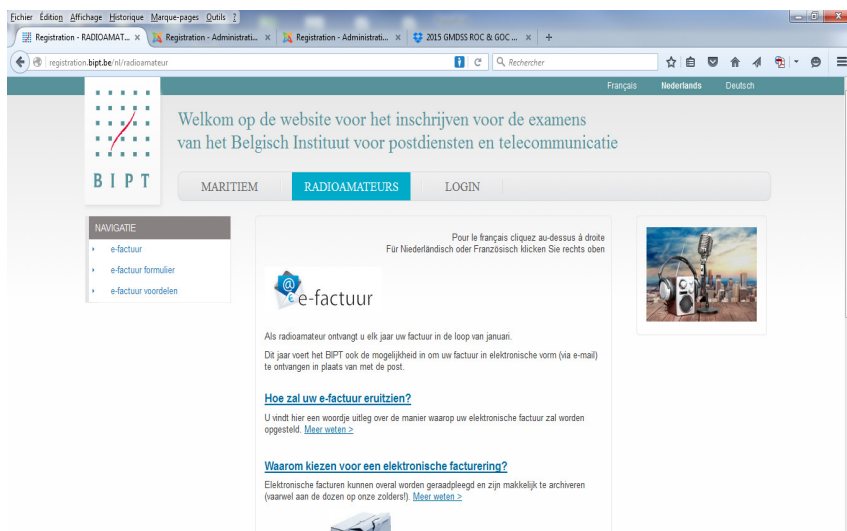 Fichier Édition Affichage Historique Marque-pages Outils ?
Registration - RADIOAMAT... × Registration - Administrati... × Registration - Administrati... × 2015 GMDSS ROC & GOC ... × +
registration.bipt.be/nl/radioamateur Rechercher
Français Nederlands Deutsch
Welkom op de website voor het inschrijven voor de examens
van het Belgisch Instituut voor postdiensten en telecommunicatie
BIPT
MARITIEM RADIOAMATEURS LOGIN
NAVIGATIE
e-factuur
e-factuur formulier
e-factuur voordelen
Pour le français cliquez au-dessus à droite
Für Niederländisch oder Französisch klicken Sie rechts oben
@ € e-factuur
Als radioamateur ontvangt u elk jaar uw factuur in de loop van januari.
Dit jaar voert het BIPT ook de mogelijkheid in om uw factuur in elektronische vorm (via e-mail)
te ontvangen in plaats van met de post.
Hoe zal uw e-factuur eruitzien?
U vindt hier een woordje uitleg over de manier waarop uw elektronische factuur zal worden
opgesteld. Meer weten >
Waarom kiezen voor een elektronische facturering?
Elektronische facturen kunnen overal worden geraadpleegd en zijn makkelijk te archiveren
(vaarwel aan de dozen op onze zolders!). Meer weten >